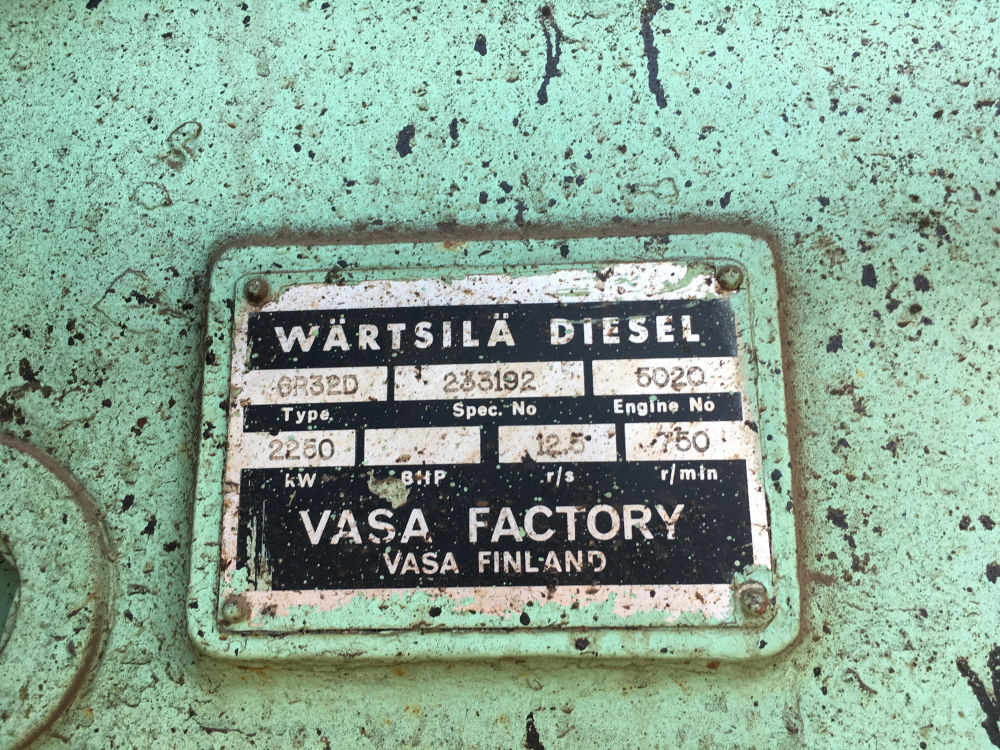 WÄRTSILÄ DIESEL
6R32D 233192 5020
Type Spec. No Engine No
2250 12.5 750
kW BHP r/s r/min
VASA FACTORY
VASA FINLAND